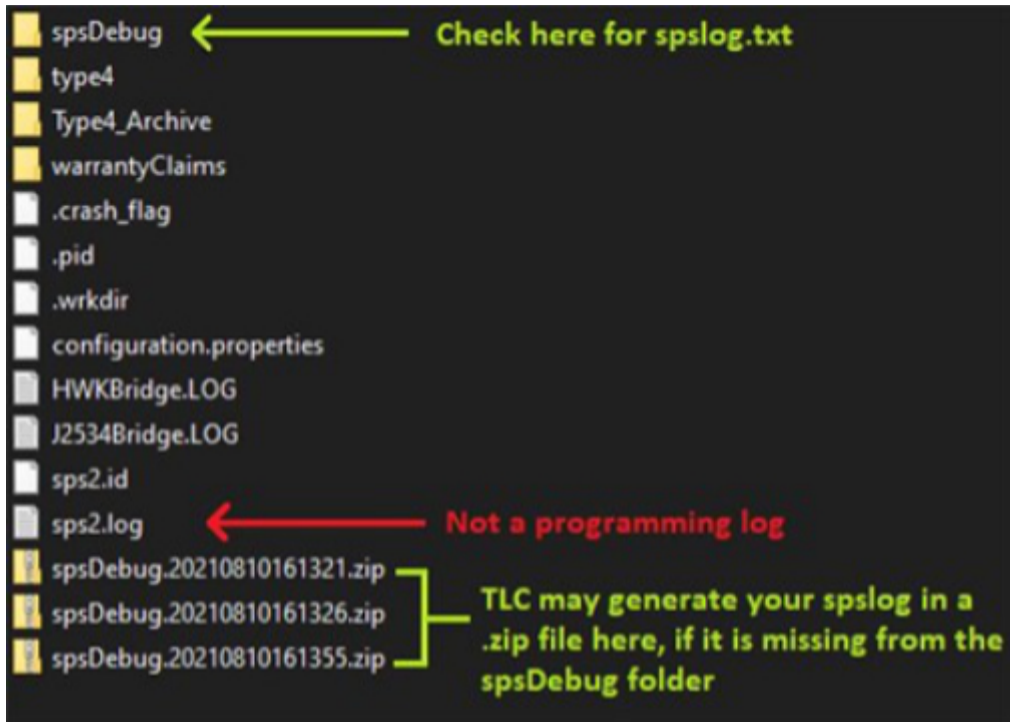 spsDebug Check here for spslog.txt
type4
Type4_Archive
warrantyClaims
.crash_flag
.pid
.wrkdir
configuration.properties
HWKBridge.LOG
J2534Bridge.LOG
sps2.id
sps2.log Not a programming log
spsDebug.20210810161321.zip
spsDebug.20210810161326.zip
spsDebug.20210810161355.zip
TLC may generate your spslog in a
.zip file here, if it is missing from the
spsDebug folder